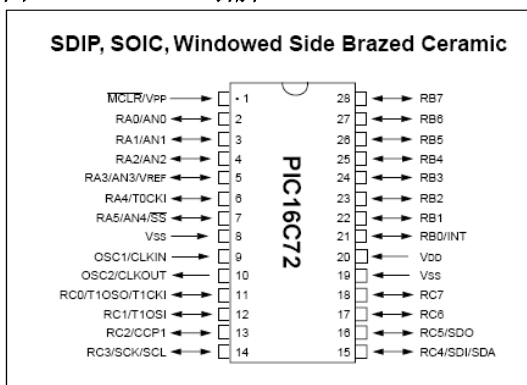 SDIP, SOIC, Windowed Side Brazed Ceramic
MCLR/VPP 1 28 RB7
RA0/AN0 2 27 RB6
RA1/AN1 3 26 RB5
RA2/AN2 4 25 RB4
RA3/AN3/VREF 5 24 RB3
RA4/T0CKI 6 23 RB2
RA5/AN4/SS 7 22 RB1
VSS 8 21 RB0/INT
OSC1/CLKIN 9 20 VDD
OSC2/CLKOUT 10 19 VSS
RC0/T1OSO/T1CKI 11 18 RC7
RC1/T1OSI 12 17 RC6
RC2/CCP1 13 16 RC5/SDO
RC3/SCK/SCL 14 15 RC4/SDI/SDA
PIC16C72